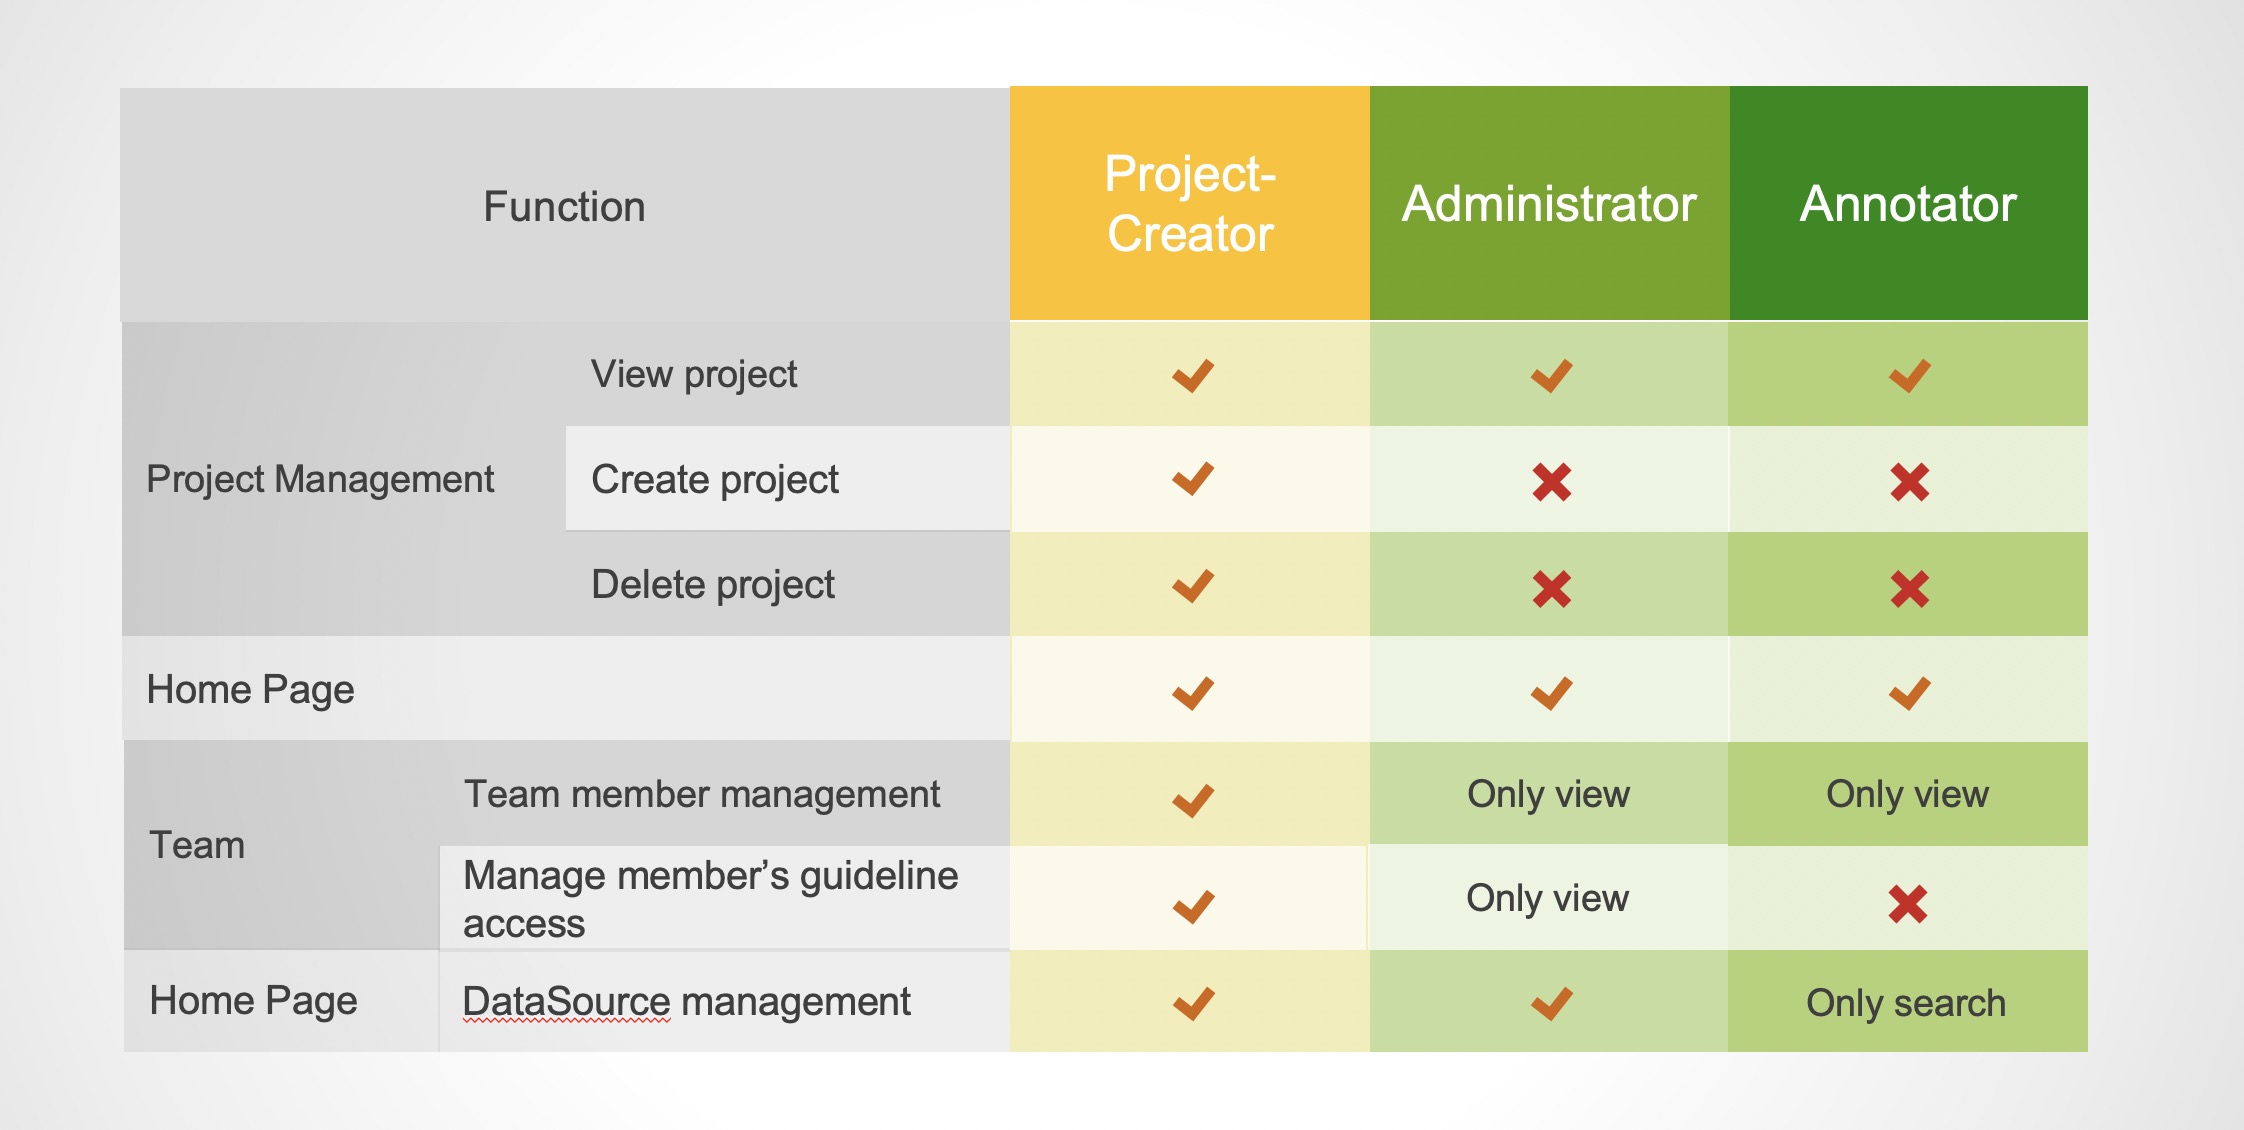 Function
Project-
Creator
Administrator
Annotator
Project Management
View project
Create project
Delete project
Home Page
Team
Team member management
Only view
Only view
Manage member’s guideline
access
Only view
Home Page
DataSource management
Only search